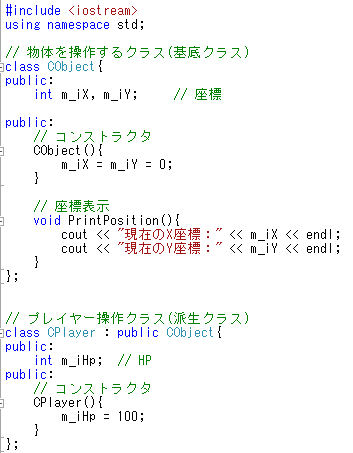 #include <iostream>
using namespace std;
// 物体を操作するクラス(基底クラス)
class CObject{
public:
int m_iX, m_iY; // 座標
public:
// コンストラクタ
CObject(){
m_iX = m_iY = 0;
}
// 座標表示
void PrintPosition(){
cout << "現在のX座標：" << m_iX << endl;
cout << "現在のY座標：" << m_iY << endl;
}
};
// プレイヤー操作クラス(派生クラス)
class CPlayer : public CObject{
public:
int m_iHp; // HP
public:
// コンストラクタ
CPlayer(){
m_iHp = 100;
}
};